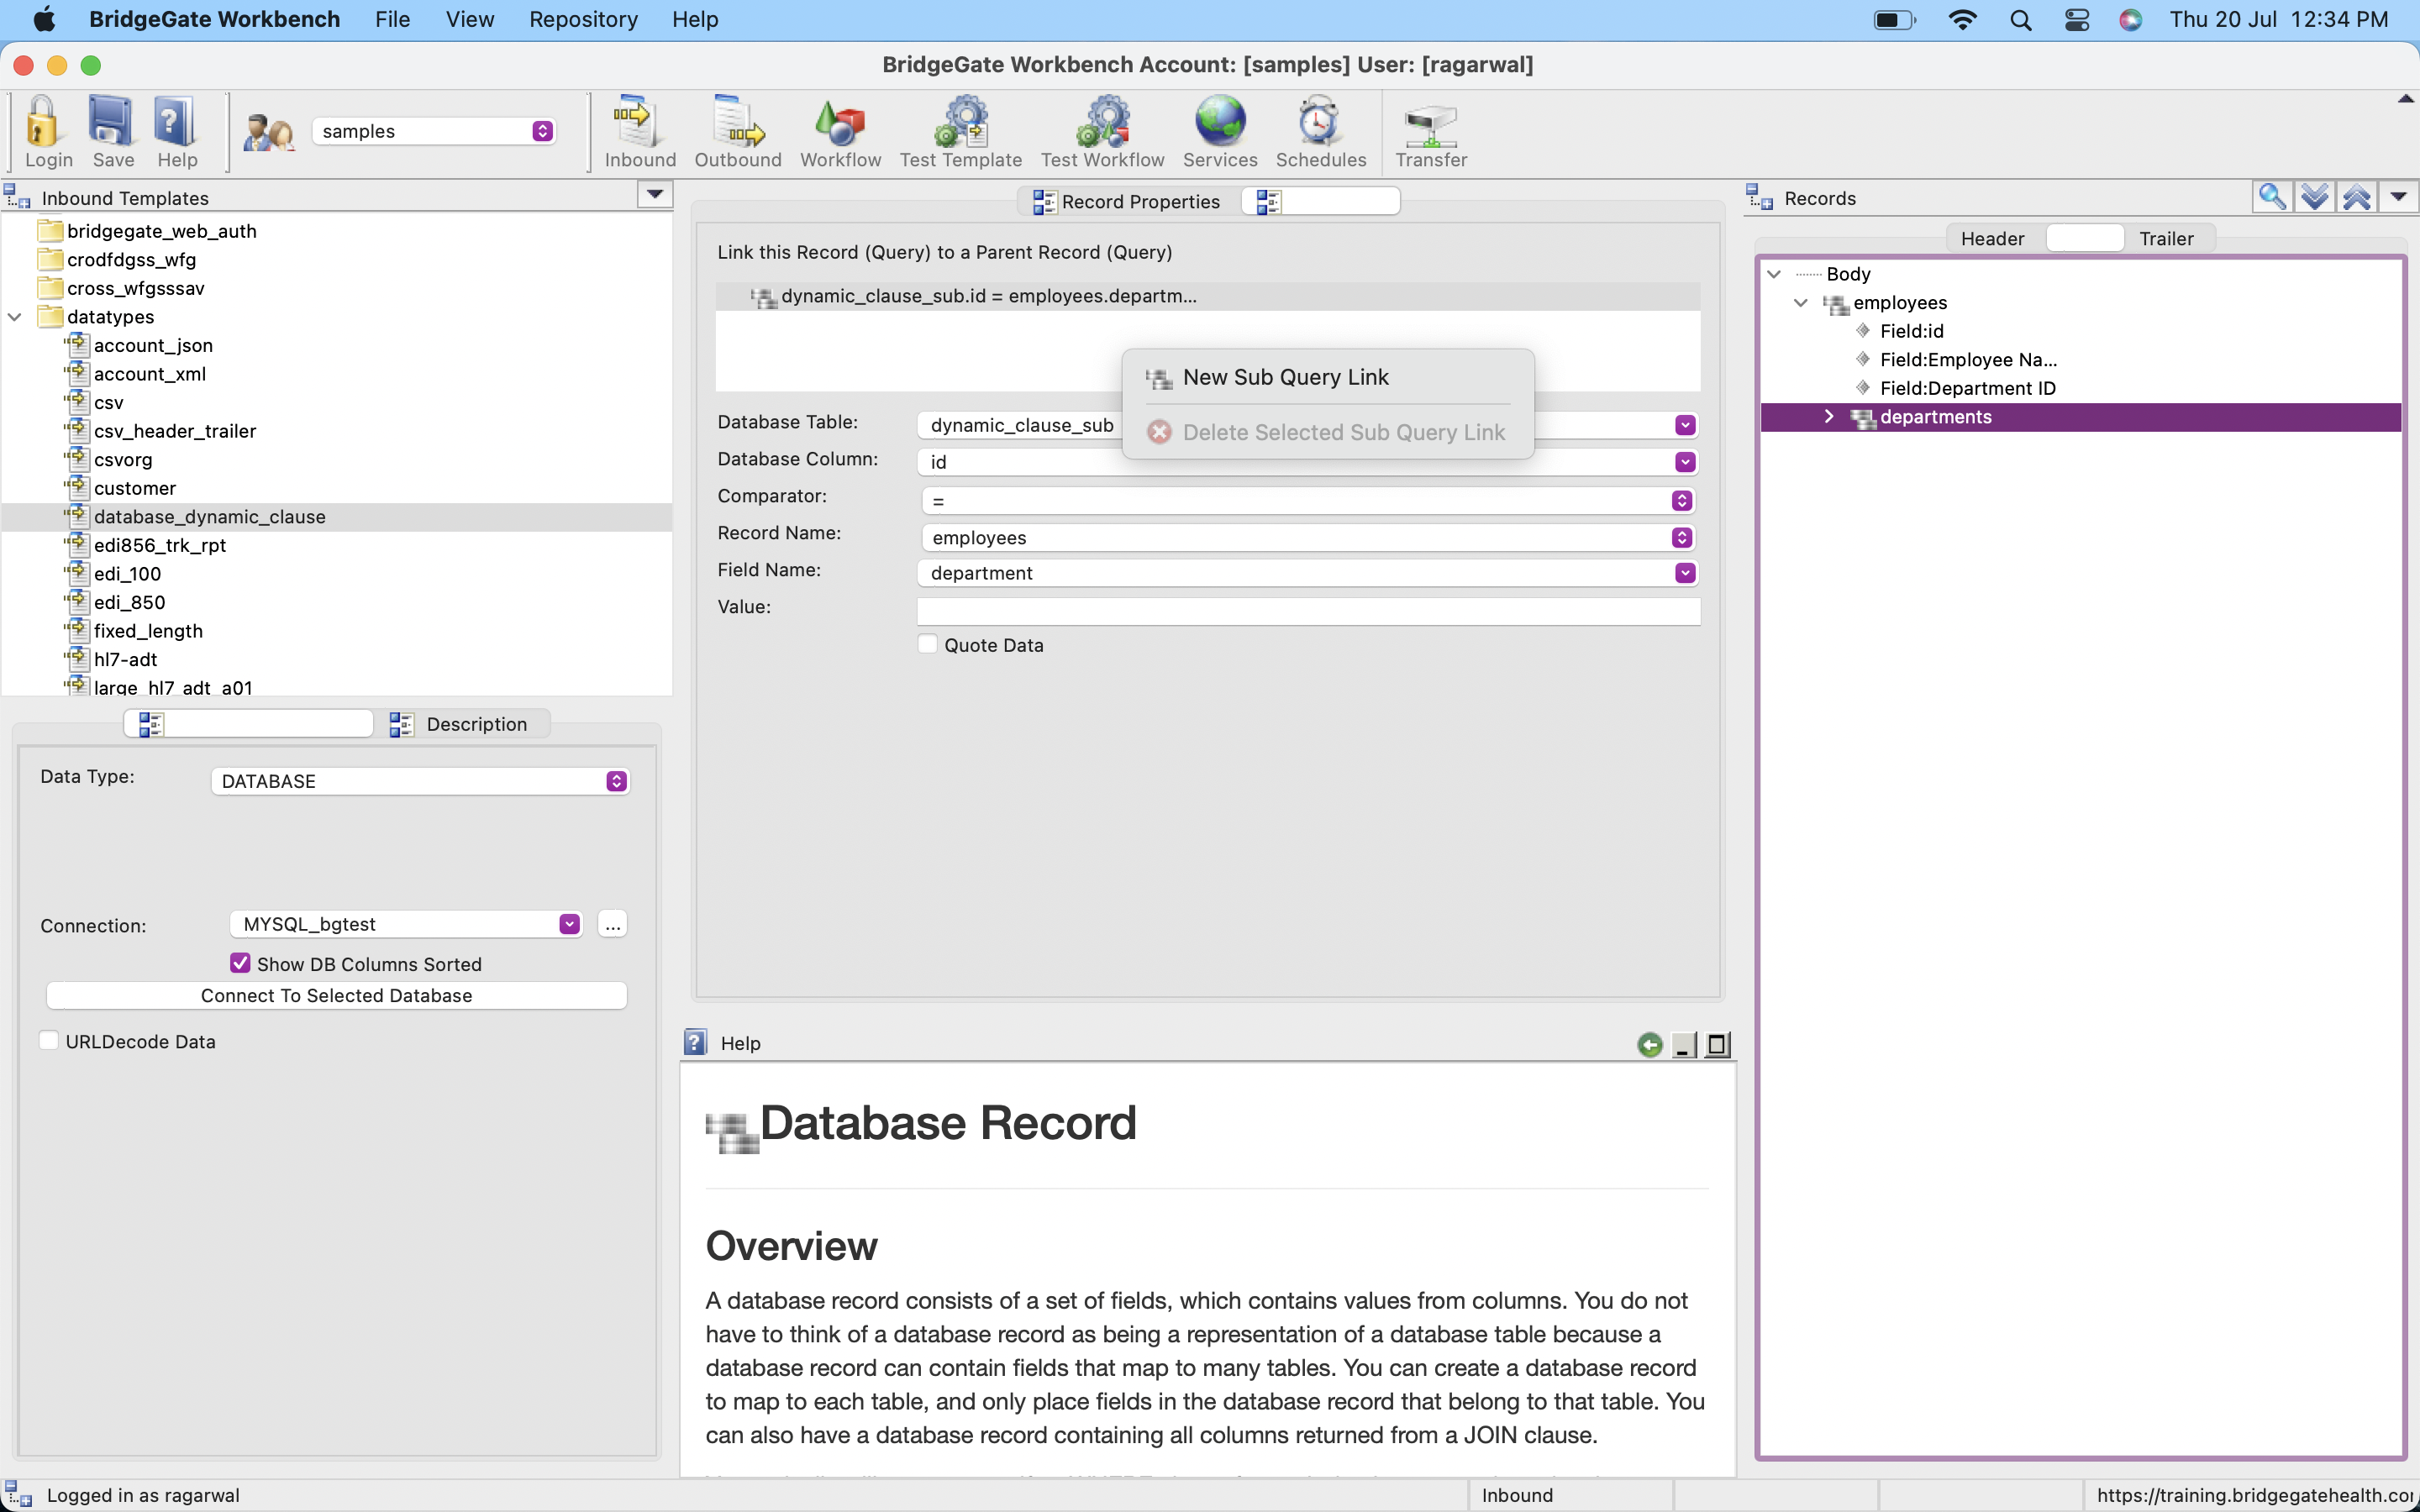 BridgeGate Workbench File View Repository Help Thu 20 Jul 12:34 PM
BridgeGate Workbench Account: [samples] User: [ragarwal]
Login Save Help samples Inbound Outbound Workflow Test Template Test Workflow Services Schedules Transfer
Inbound Templates
bridgegate_web_auth
crodfdgss_wfg
cross_wfgsssav
datatypes
account_json
account_xml
csv
csv_header_trailer
csvorg
customer
database_dynamic_clause
edi856_trk_rpt
edi_100
edi_850
fixed_length
hl7-adt
large_hl7_adt_a01
Description
Data Type: DATABASE
Connection: MYSQL_bgtest ...
Show DB Columns Sorted
Connect To Selected Database
URLDecode Data
Record Properties
Link this Record (Query) to a Parent Record (Query)
dynamic_clause_sub.id = employees.departm...
New Sub Query Link
Delete Selected Sub Query Link
Database Table: dynamic_clause_sub
Database Column: id
Comparator: =
Record Name: employees
Field Name: department
Value:
Quote Data
Help
Database Record
Overview
A database record consists of a set of fields, which contains values from columns. You do not
have to think of a database record as being a representation of a database table because a
database record can contain fields that map to many tables. You can create a database record
to map to each table, and only place fields in the database record that belong to that table. You
can also have a database record containing all columns returned from a JOIN clause.
Records
Header Trailer
Body
employees
Field:id
Field:Employee Na...
Field:Department ID
departments
Logged in as ragarwal Inbound https://training.bridgegatehealth.co